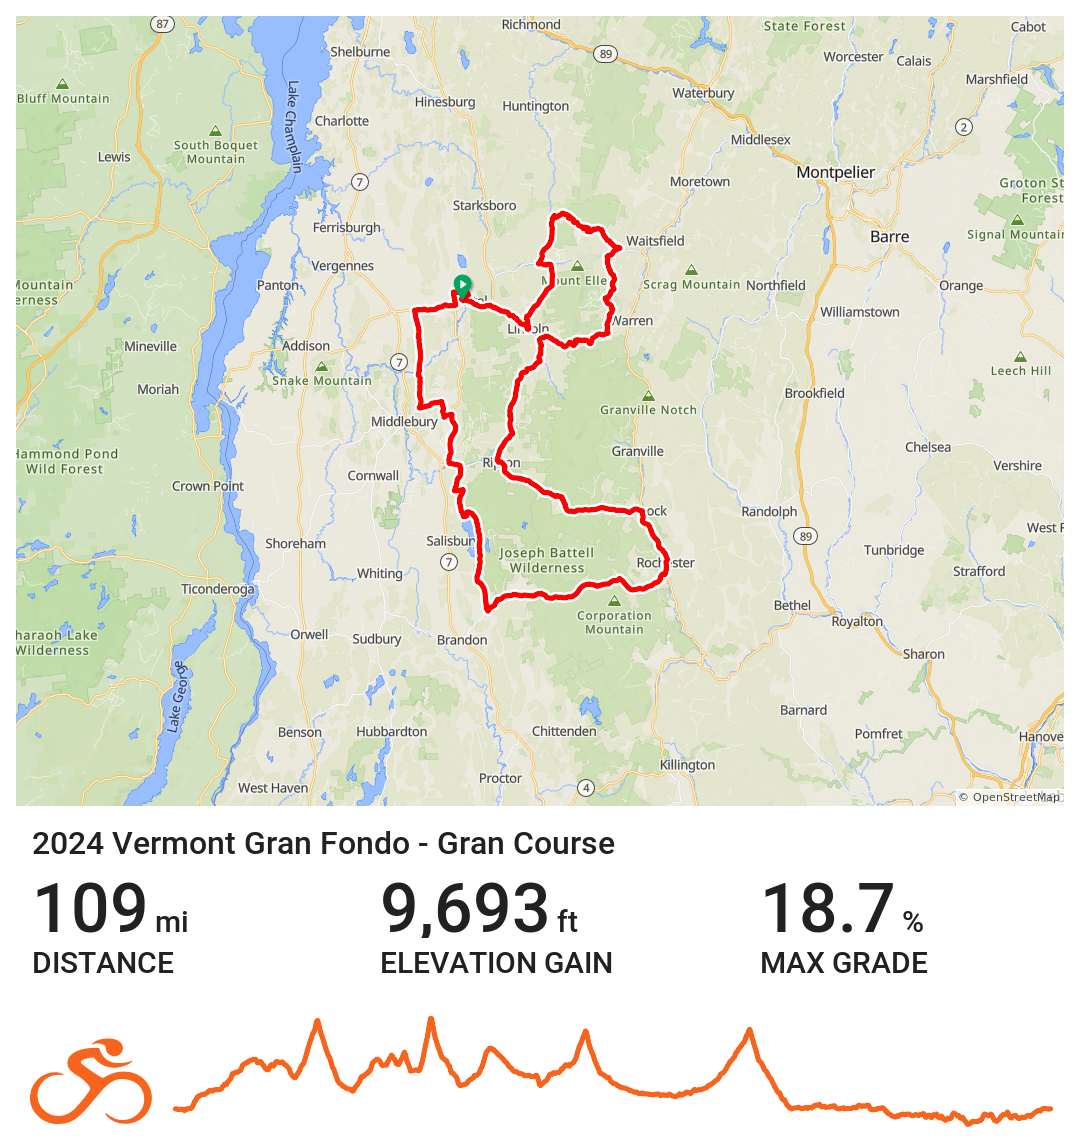 87
Richmond
State Forest
Cabot
Shelburne
89
Worcester
Calais
Marshfield
Bluff Mountain
Lake Champlain
Hinesburg
Huntington
Waterbury
Charlotte
2
South Boquet
Mountain
Middlesex
Lewis
Montpelier
7
Moretown
Groton St
Forest
Starksboro
Ferrisburgh
Waitsfield
Barre
Signal Mountain
Vergennes
Mountain
erness
Panton
Mount Elle
Scrag Mountain
Northfield
Orange
Lincoln
Warren
Williamstown
Mineville
Addison
7
Snake Mountain
Leech Hill
Moriah
Brookfield
Middlebury
Granville Notch
Hammond Pond
Wild Forest
Granville
Chelsea
Vershire
Cornwall
Crown Point
ock
Randolph
West F
89
Shoreham
Salisbury
Joseph Battell
Wilderness
Tunbridge
7
Whiting
Strafford
Ticonderoga
Bethel
Corporation
Mountain
Royalton
haraoh Lake
Wilderness
Orwell
Sudbury
Brandon
Sharon
Lake George
Barnard
Benson
Hubbardton
Chittenden
Pomfret
Hanove
Killington
Proctor
West Haven
4
© OpenStreetMap
2024 Vermont Gran Fondo - Gran Course
109 mi
DISTANCE
9,693 ft
ELEVATION GAIN
18.7 %
MAX GRADE